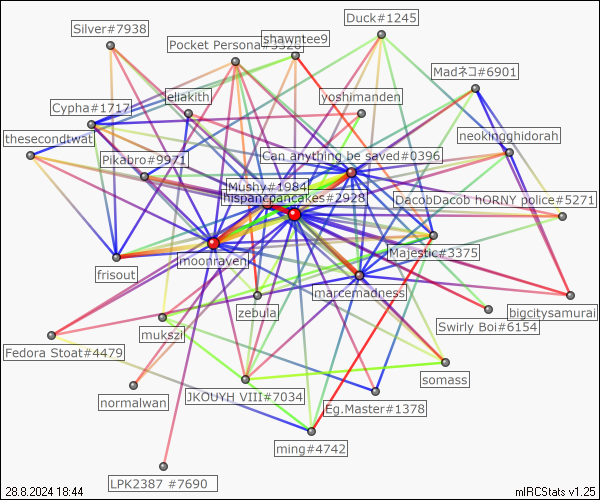 Duck#1245
Silver#7938
shawntee9
Pocket Persona#5326
Madネコ#6901
eliakith
yoshimanden
Cypha#1717
thesecondtwat
neokingghidorah
Pikabro#9971
Can anything be saved#0396
Mushy#1984
hispancpancakes#2928
DacobDacob hORNY police#5271
moonraven
Majestic#3375
frisout
marcemadness
zebula
bigcitysamurai
mukszi
Swirly Boi#6154
Fedora Stoat#4479
somass
JKOUYH VIII#7034
normalwan
Eg.Master#1378
ming#4742
LPK2387 #7690
28.8.2024 18:44
mIRCStats v1.25